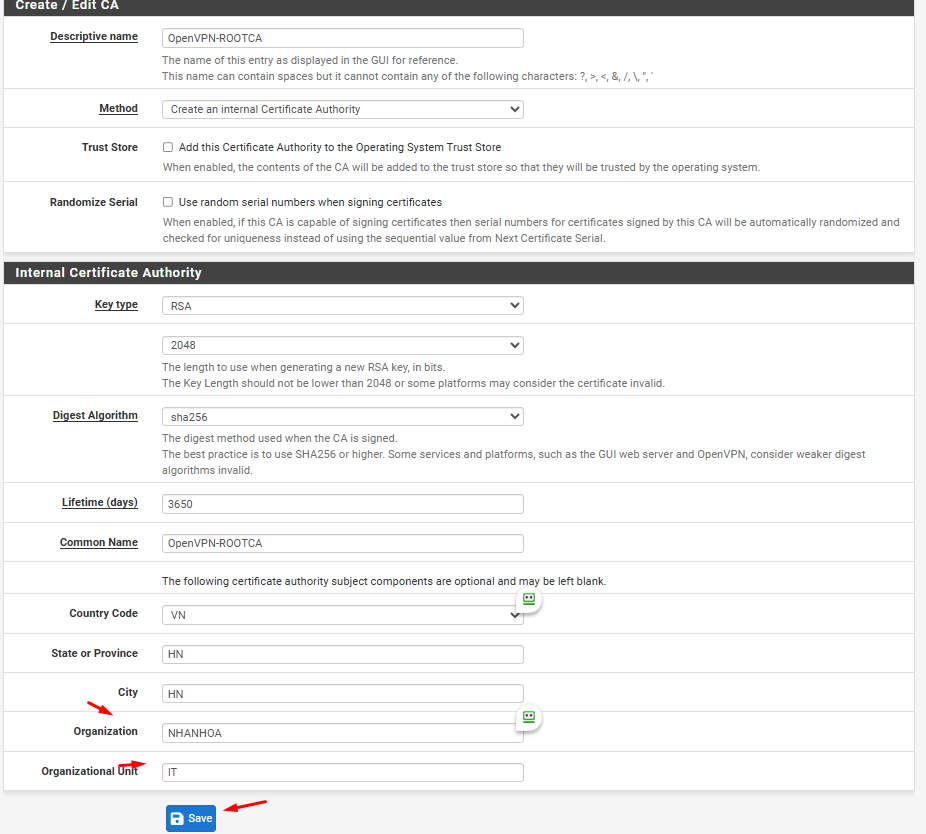 Create / Edit CA
Descriptive name
OpenVPN-ROOTCA
The name of this entry as displayed in the GUI for reference.
This name can contain spaces but it cannot contain any of the following characters: ?, >, <, &, /, \, ", '
Method
Create an internal Certificate Authority
Trust Store
Add this Certificate Authority to the Operating System Trust Store
When enabled, the contents of the CA will be added to the trust store so that they will be trusted by the operating system.
Randomize Serial
Use random serial numbers when signing certificates
When enabled, if this CA is capable of signing certificates then serial numbers for certificates signed by this CA will be automatically randomized and
checked for uniqueness instead of using the sequential value from Next Certificate Serial.
Internal Certificate Authority
Key type
RSA
2048
The length to use when generating a new RSA key, in bits.
The Key Length should not be lower than 2048 or some platforms may consider the certificate invalid.
Digest Algorithm
sha256
The digest method used when the CA is signed.
The best practice is to use SHA256 or higher. Some services and platforms, such as the GUI web server and OpenVPN, consider weaker digest
algorithms invalid.
Lifetime (days)
3650
Common Name
OpenVPN-ROOTCA
The following certificate authority subject components are optional and may be left blank.
Country Code
VN
State or Province
HN
City
HN
Organization
NHANHOA
Organizational Unit
IT
Save